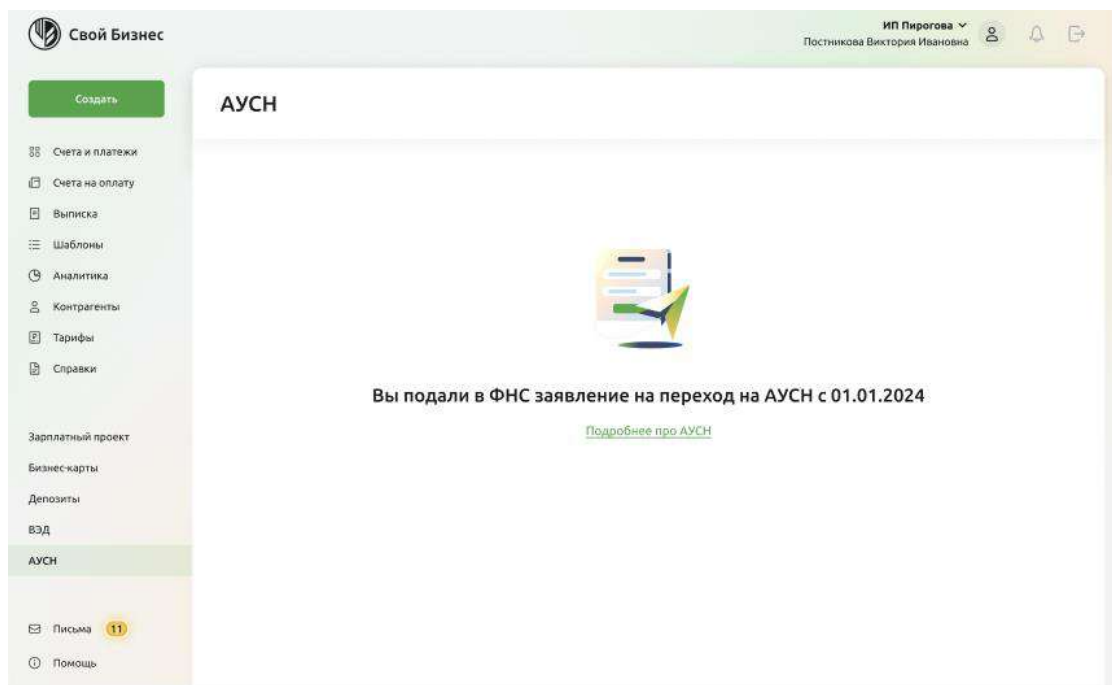 Свой Бизнес
ИП Пирогова
Постникова Виктория Ивановна
Создать
АУСН
Счета и платежи
Счета на оплату
Выписка
Шаблоны
Аналитика
Контрагенты
Тарифы
Справки
Вы подали в ФНС заявление на переход на АУСН с 01.01.2024
Подробнее про АУСН
Зарплатный проект
Бизнес-карты
Депозиты
ВЭД
АУСН
Письма 11
Помощь